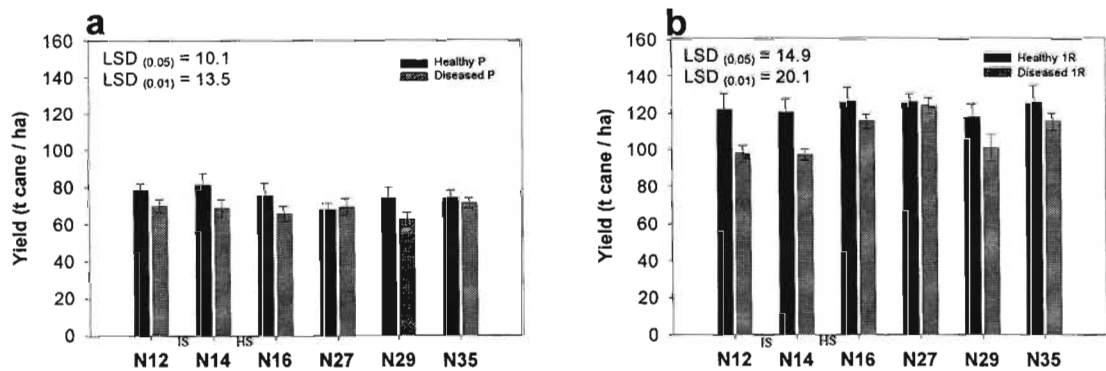 a
160
140
120
100
80
60
40
20
0
Yield (t cane / ha)
LSD (0.05) = 10.1
LSD (0.01) = 13.5
Healthy P
Diseased P
IS HS
N12 N14 N16 N27 N29 N35
b
160
140
120
100
80
60
40
20
0
Yield (t cane / ha)
LSD (0.05) = 14.9
LSD (0.01) = 20.1
Healthy 1R
Diseased 1R
IS HS
N12 N14 N16 N27 N29 N35